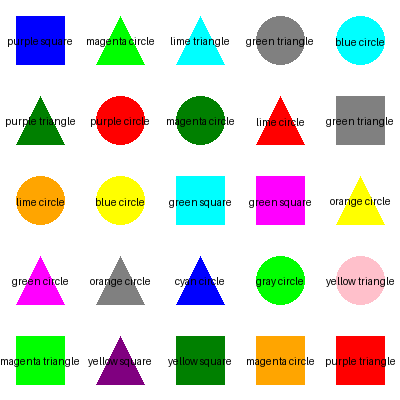 purple square magenta circle lime triangle green triangle blue circle
purple triangle purple circle magenta circle lime circle green triangle
lime circle blue circle green square green square orange circle
green circle orange circle cyan circle gray circle yellow triangle
magenta triangle yellow square yellow square magenta circle purple triangle